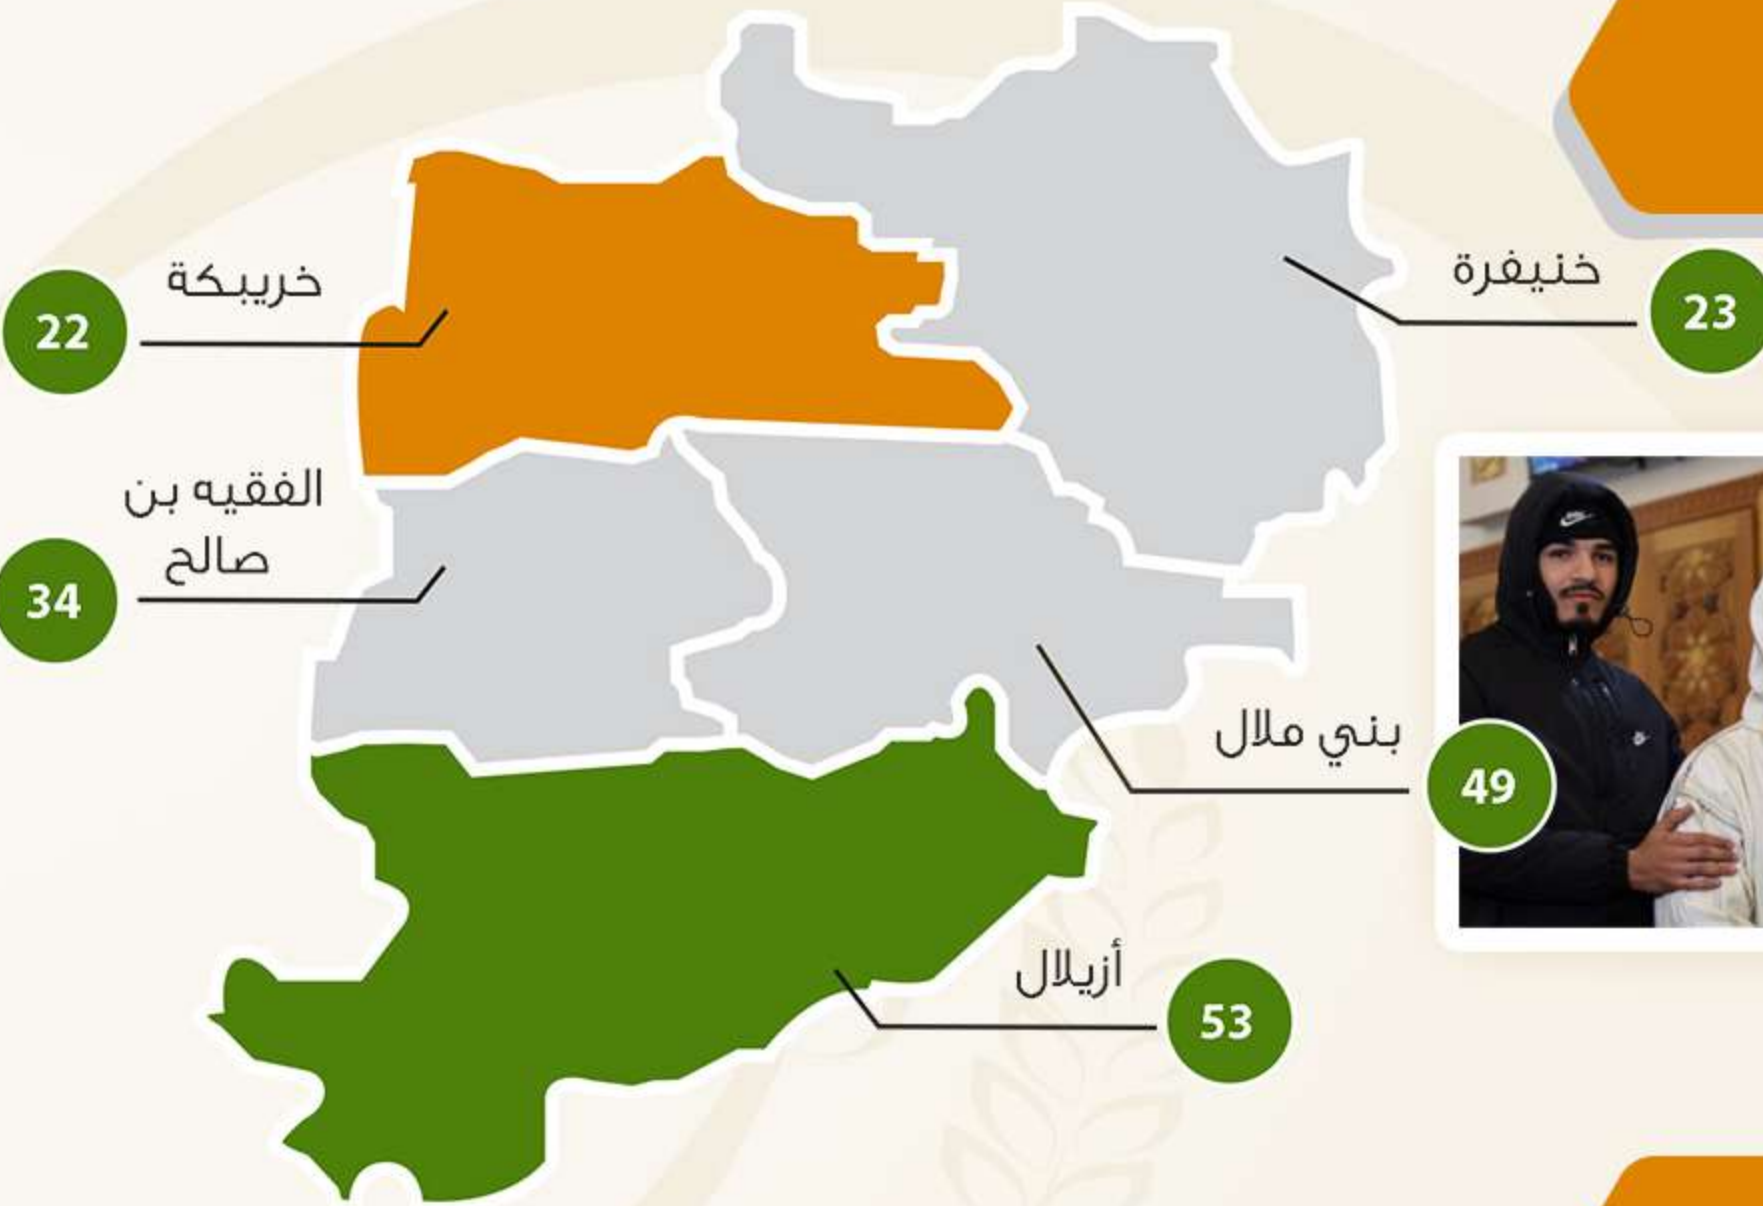 خنيفرة
23
خريبكة
22
الفقيه بن
صالح
34
بني ملال
49
أزيلال
53